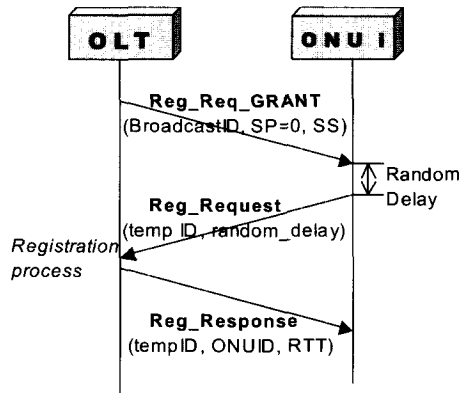 OLT
ONU I
Reg_Req_GRANT
(BroadcastID, SP=0, SS)
Random
Delay
Reg_Request
(temp ID, random_delay)
Registration
process
Reg_Response
(tempID, ONUID, RTT)